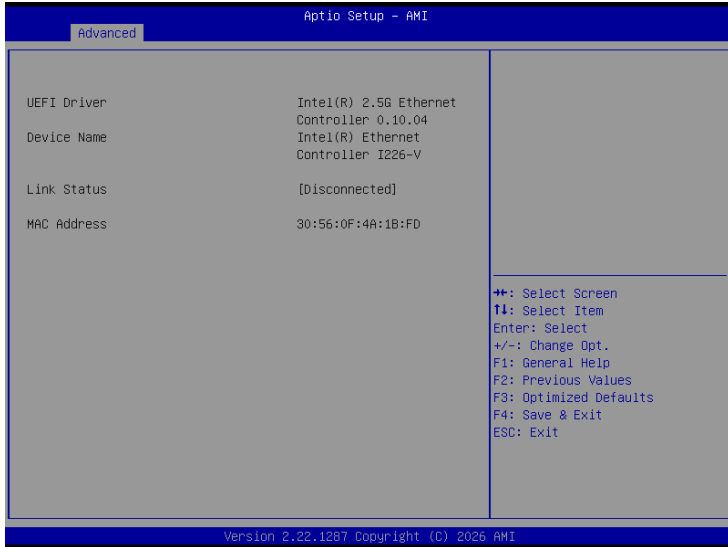 Aptio Setup - AMI
Advanced
UEFI Driver Intel(R) 2.5G Ethernet
Controller 0.10.04
Device Name Intel(R) Ethernet
Controller I226-V
Link Status [Disconnected]
MAC Address 30:56:0F:4A:1B:FD
→←: Select Screen
↑↓: Select Item
Enter: Select
+/-: Change Opt.
F1: General Help
F2: Previous Values
F3: Optimized Defaults
F4: Save & Exit
ESC: Exit
Version 2.22.1287 Copyright (C) 2026 AMI